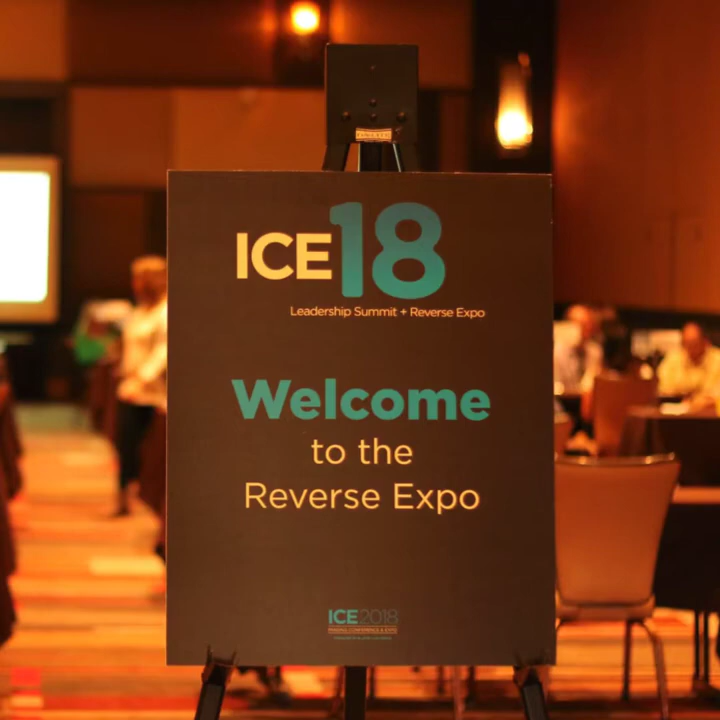 ICE18
Leadership Summit + Reverse Expo
Welcome
to the
Reverse Expo
ICE2018